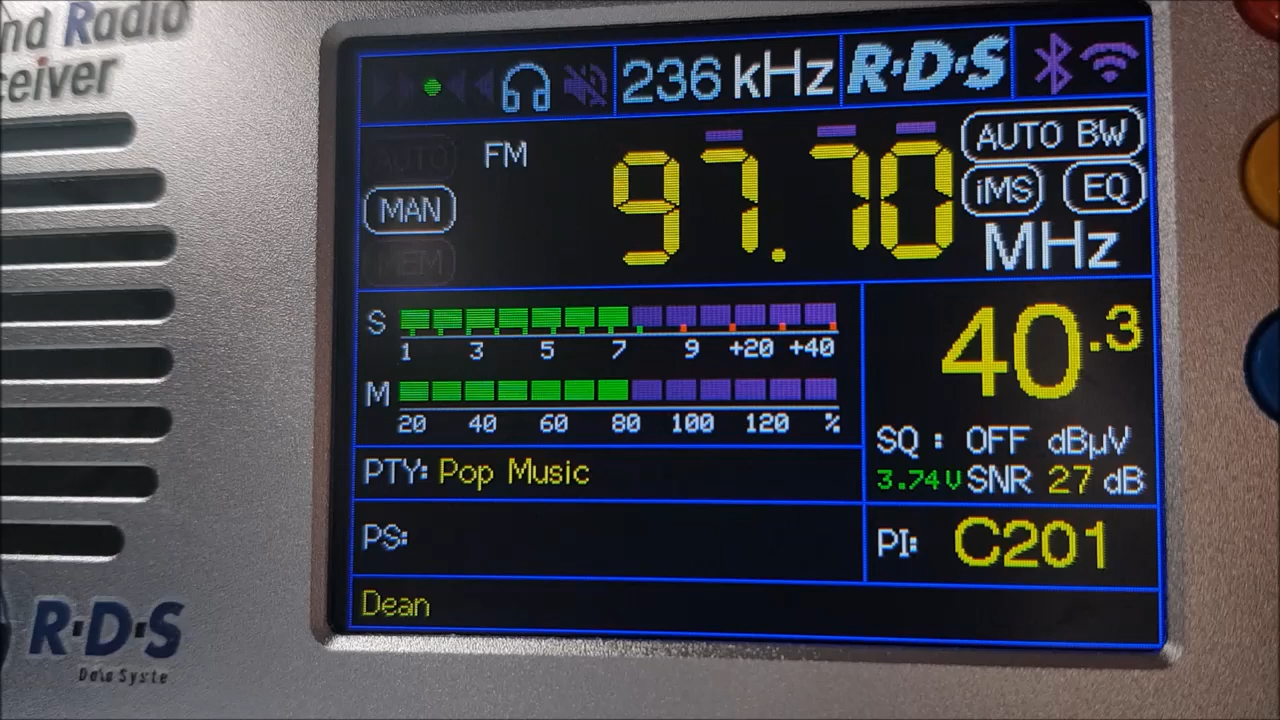 nd Radio
ceiver
236 kHz R·D·S
AUTO FM 97.70 AUTO BW
MAN iMS EQ
MEM MHz
S
1 3 5 7 9 +20 +40
40.3
M
20 40 60 80 100 120 %
SQ : OFF dBµV
PTY: Pop Music
3.74V SNR 27 dB
PS:
PI: C201
Dean
R·D·S
Data Syste